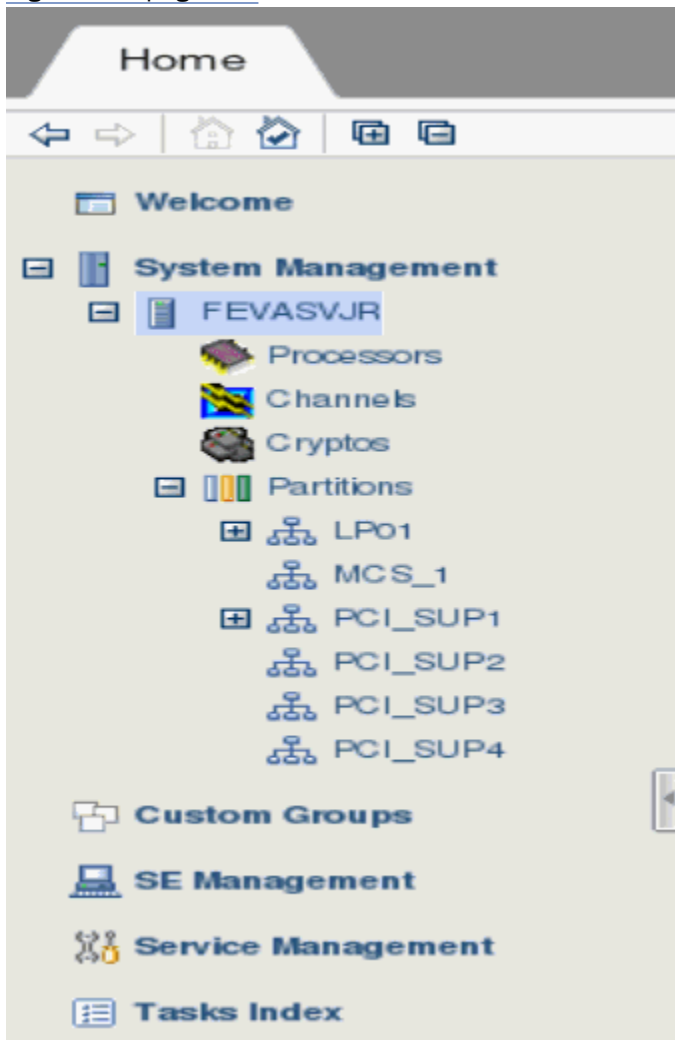 Home
Welcome
System Management
FEVASVJR
Processors
Channels
Cryptos
Partitions
LP01
MCS_1
PCI_SUP1
PCI_SUP2
PCI_SUP3
PCI_SUP4
Custom Groups
SE Management
Service Management
Tasks Index